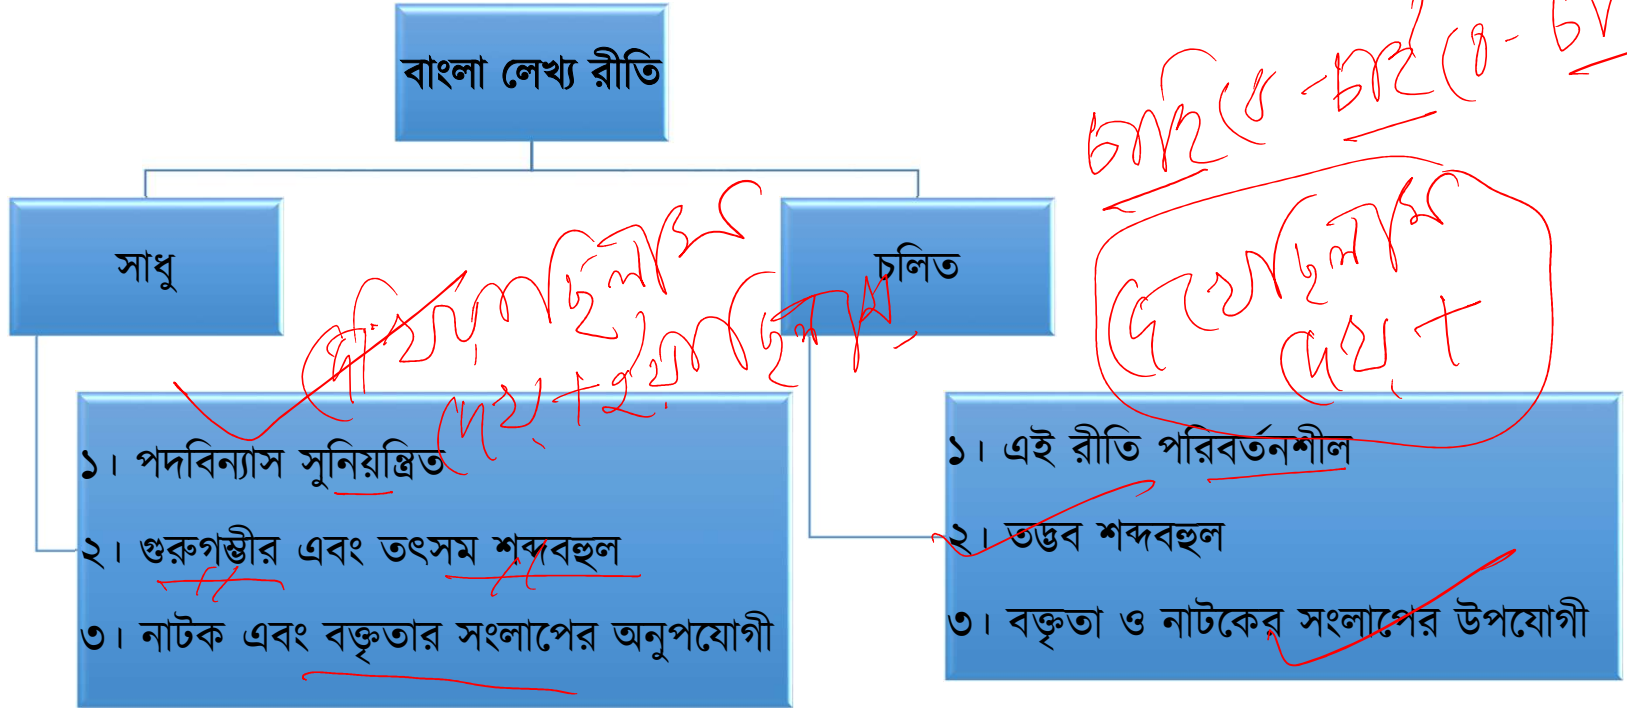 বাংলা লেখ্য রীতি
সাধু
চলিত
১। পদবিন্যাস সুনিয়ন্ত্রিত
২। গুরুগম্ভীর এবং তৎসম শব্দবহুল
৩। নাটক এবং বক্তৃতার সংলাপের অনুপযোগী
১। এই রীতি পরিবর্তনশীল
২। তদ্ভব শব্দবহুল
৩। বক্তৃতা ও নাটকের সংলাপের উপযোগী
দেখিয়াছিলাম
দেখ্ + ইয়াছিলাম
দেখেছিলাম
দেখ্ +